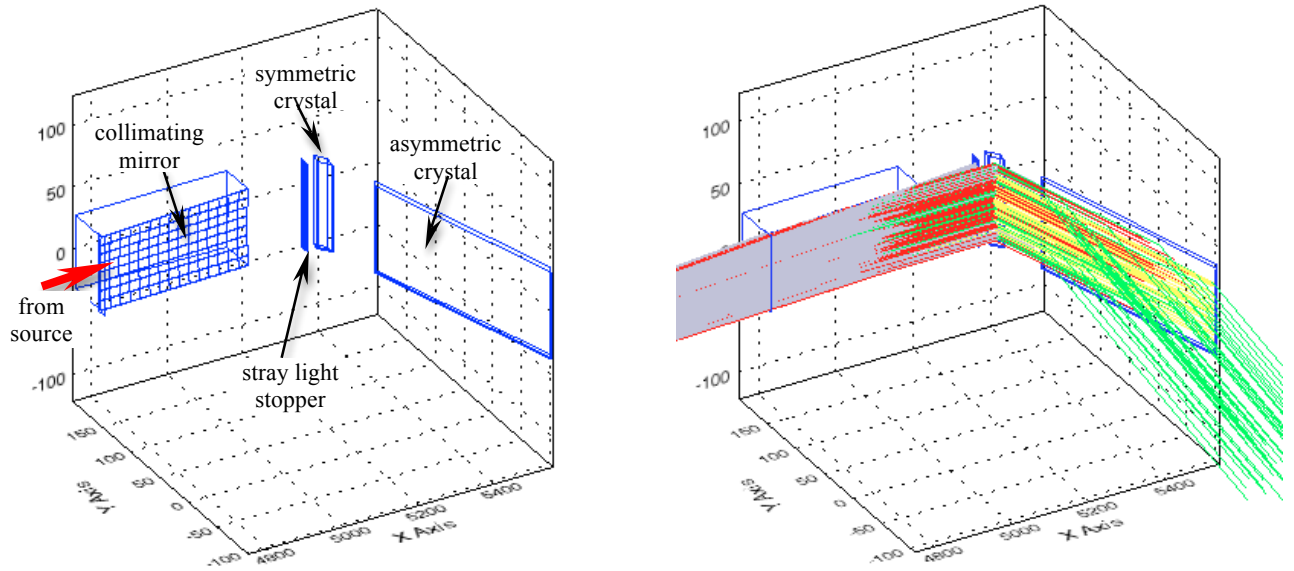 symmetric
crystal
collimating
mirror
asymmetric
crystal
from
source
stray light
stopper
100
50
0
-100
150
100
50
0
-50
-100
Y Axis
4800
5000
5200
5400
X Axis
100
50
0
-100
150
100
50
0
-50
-100
Y Axis
4800
5000
5200
5400
X Axis